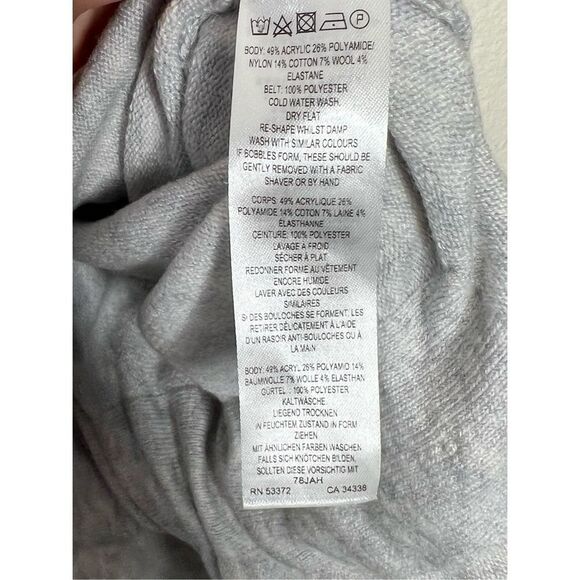 BODY: 49% ACRYLIC 26% POLYAMIDE/
NYLON 14% COTTON 7% WOOL 4%
ELASTANE
BELT: 100% POLYESTER
COLD WATER WASH
DRY FLAT
RE-SHAPE WHILST DAMP
WASH WITH SIMILAR COLOURS
IF BOBBLES FORM, THESE SHOULD BE
GENTLY REMOVED WITH A FABRIC
SHAVER OR BY HAND
CORPS: 49% ACRYLIQUE 26%
POLYAMIDE 14% COTON 7% LAINE 4%
ELASTHANNE
CEINTURE: 100% POLYESTER
LAVAGE A FROID
SÉCHER À PLAT
REDONNER FORME AU VÊTEMENT
ENCORE HUMIDE
LAVER AVEC DES COULEURS
SIMILAIRES
SI DES BOULOCHES SE FORMENT, LES
RETIRER DÉLICATEMENT À L'AIDE
D'UN RASOIR ANTI-BOULOCHES OU À
LA MAIN
BODY: 49% ACRYL 26% POLYAMID 14%
BAUMWOLLE 7% WOLLE 4% ELASTHAN
GÜRTEL : 100% POLYESTER
KALTWÄSCHE
LIEGEND TROCKNEN
IN FEUCHTEM ZUSTAND IN FORM
ZIEHEN
MIT ÄHNLICHEN FARBEN WASCHEN
FALLS SICH KNÖTCHEN BILDEN,
SOLLTEN DIESE VORSICHTIG MIT
78JAH
RN 53372 CA 34338